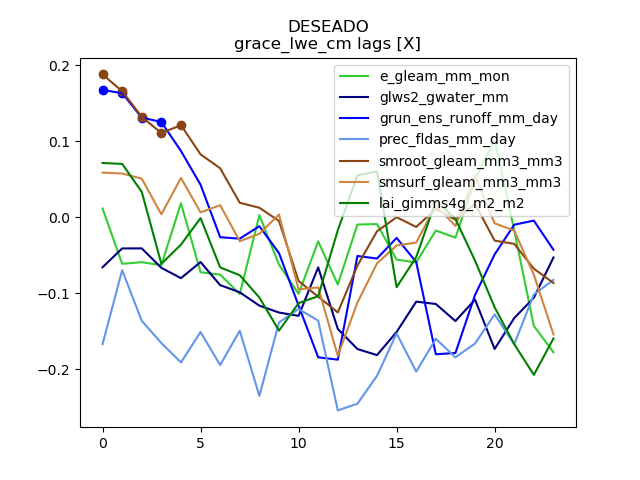 DESEADO
grace_lwe_cm lags [X]
0.2
0.1
0.0
−0.1
−0.2
0
5
10
15
20
e_gleam_mm_mon
glws2_gwater_mm
grun_ens_runoff_mm_day
prec_fldas_mm_day
smroot_gleam_mm3_mm3
smsurf_gleam_mm3_mm3
lai_gimms4g_m2_m2